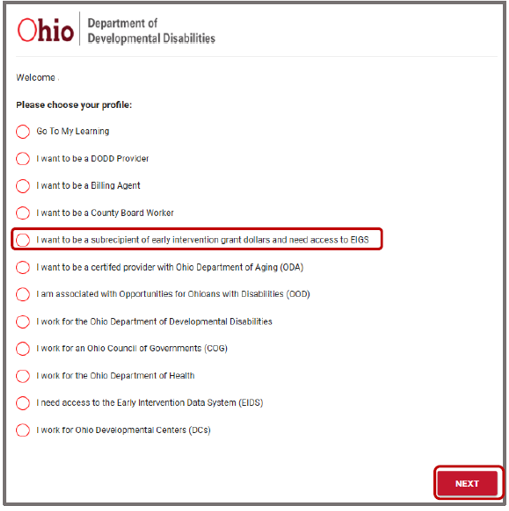 Ohio
Department of
Developmental Disabilities
Welcome
Please choose your profile:
Go To My Learning
I want to be a DODD Provider
I want to be a Billing Agent
I want to be a County Board Worker
I want to be a subrecipient of early intervention grant dollars and need access to EIGS
I want to be a certifed provider with Ohio Department of Aging (ODA)
I am associated with Opportunities for Ohioans with Disabilities (OOD)
I work for the Ohio Department of Developmental Disabilities
I work for an Ohio Council of Governments (COG)
I work for the Ohio Department of Health
I need access to the Early Intervention Data System (EIDS)
I work for Ohio Developmental Centers (DCs)
NEXT